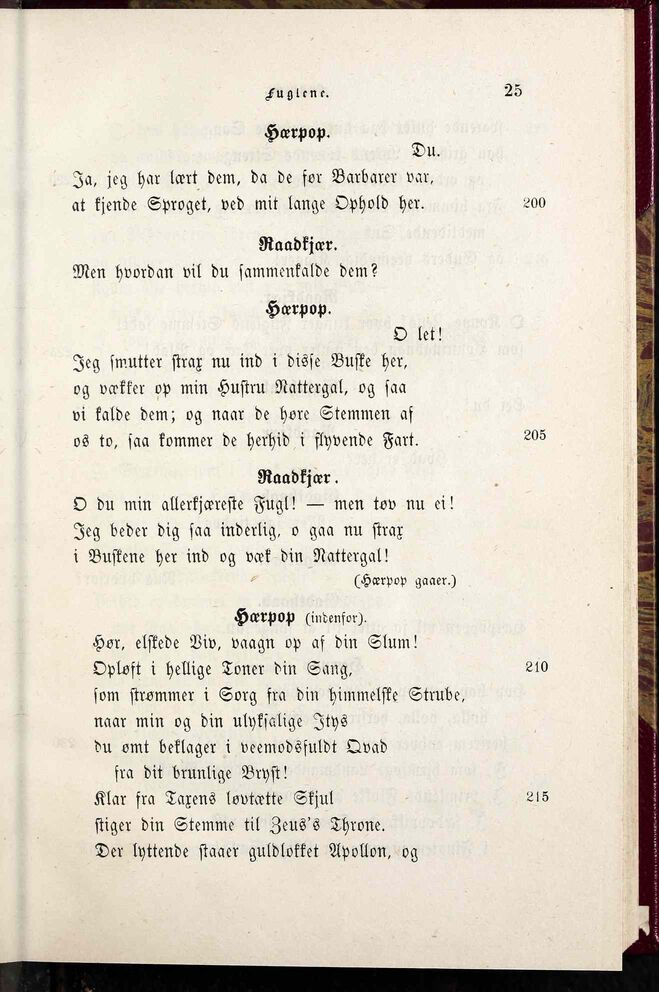 Fuglene.
25
Hærpop.
Du.
Ja, jeg har lært dem, da de før Barbarer var,
at kjende Sproget, ved mit lange Ophold her.
200
Raadkjær.
Men hvordan vil du sammenkalde dem?
Hærpop.
O let!
Jeg smutter strax nu ind i disse Buske her,
og vækker op min Hustru Nattergal, og saa
vi kalde dem; og naar de høre Stemmen af
os to, saa kommer de herhid i flyvende Fart.
205
Raadkjær.
O du min allerkjæreste Fugl! — men tøv nu ei!
Jeg beder dig saa inderlig, o gaa nu strax
i Buskene her ind og væk din Nattergal!
(Hærpop gaaer.)
Hærpop (indenfor).
Hør, elskede Viv, vaagn op af din Slum!
Opløft i hellige Toner din Sang,
210
som strømmer i Sorg fra din himmelske Strube,
naar min og din ulyksalige Itys
du ømt beklager i veemodsfuldt Qvad
fra dit brunlige Bryst!
Klar fra Taxens løvtætte Skjul
215
stiger din Stemme til Zeus's Throne.
Der lyttende staaer guldlokket Apollon, og